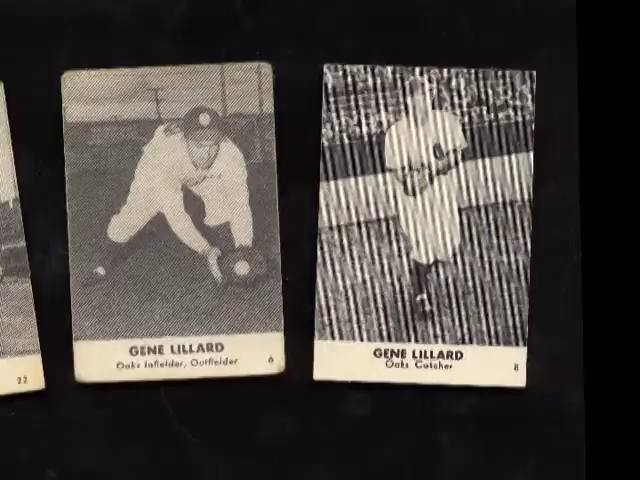 GENE LILLARD
Oaks Infielder, Outfielder 6
GENE LILLARD
Oaks Catcher 8
22